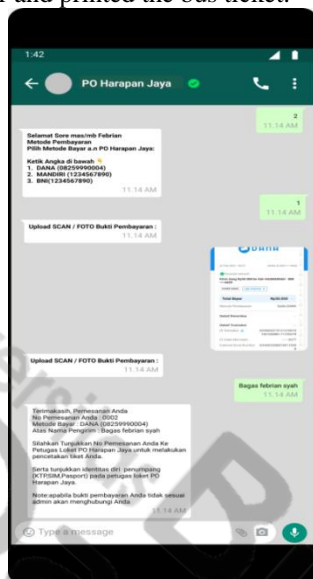 r and printed the bus ticket.
1:42
PO Harapan Jaya
2
11.14 AM
Selamat Sore mas/mb Febrian
Metode Pembayaran
Pilih Metode Bayar a.n PO Harapan Jaya:
Ketik Angka di bawah 👇
1. DANA (08259990004)
2. MANDIRI (1234567890)
3. BNI(1234567890)
11.14 AM
1
11.14 AM
Upload SCAN / FOTO Bukti Pembayaran :
11.14 AM
DANA
Total Bayar
11.14 AM
Upload SCAN / FOTO Bukti Pembayaran :
11.14 AM
Bagas febrian syah
11.14 AM
Terimakasih, Pemesanan Anda
No Pemesanan Anda : 0002
Metode Bayar : DANA (08259990004)
Atas Nama Pengirim : Bagas febrian syah
Silahkan Tunjukkan No Pemesanan Anda Ke
Petugas Loket PO Harapan Jaya untuk melakukan
pencetakan tiket Anda.
Serta tunjukkan identitas diri penumpang
(KTP,SIM,Pasport) pada petugas loket PO
Harapan Jaya.
Note:apabila bukti pembayaran Anda tidak sesuai
admin akan menghubungi Anda
11.14 AM
Type a message